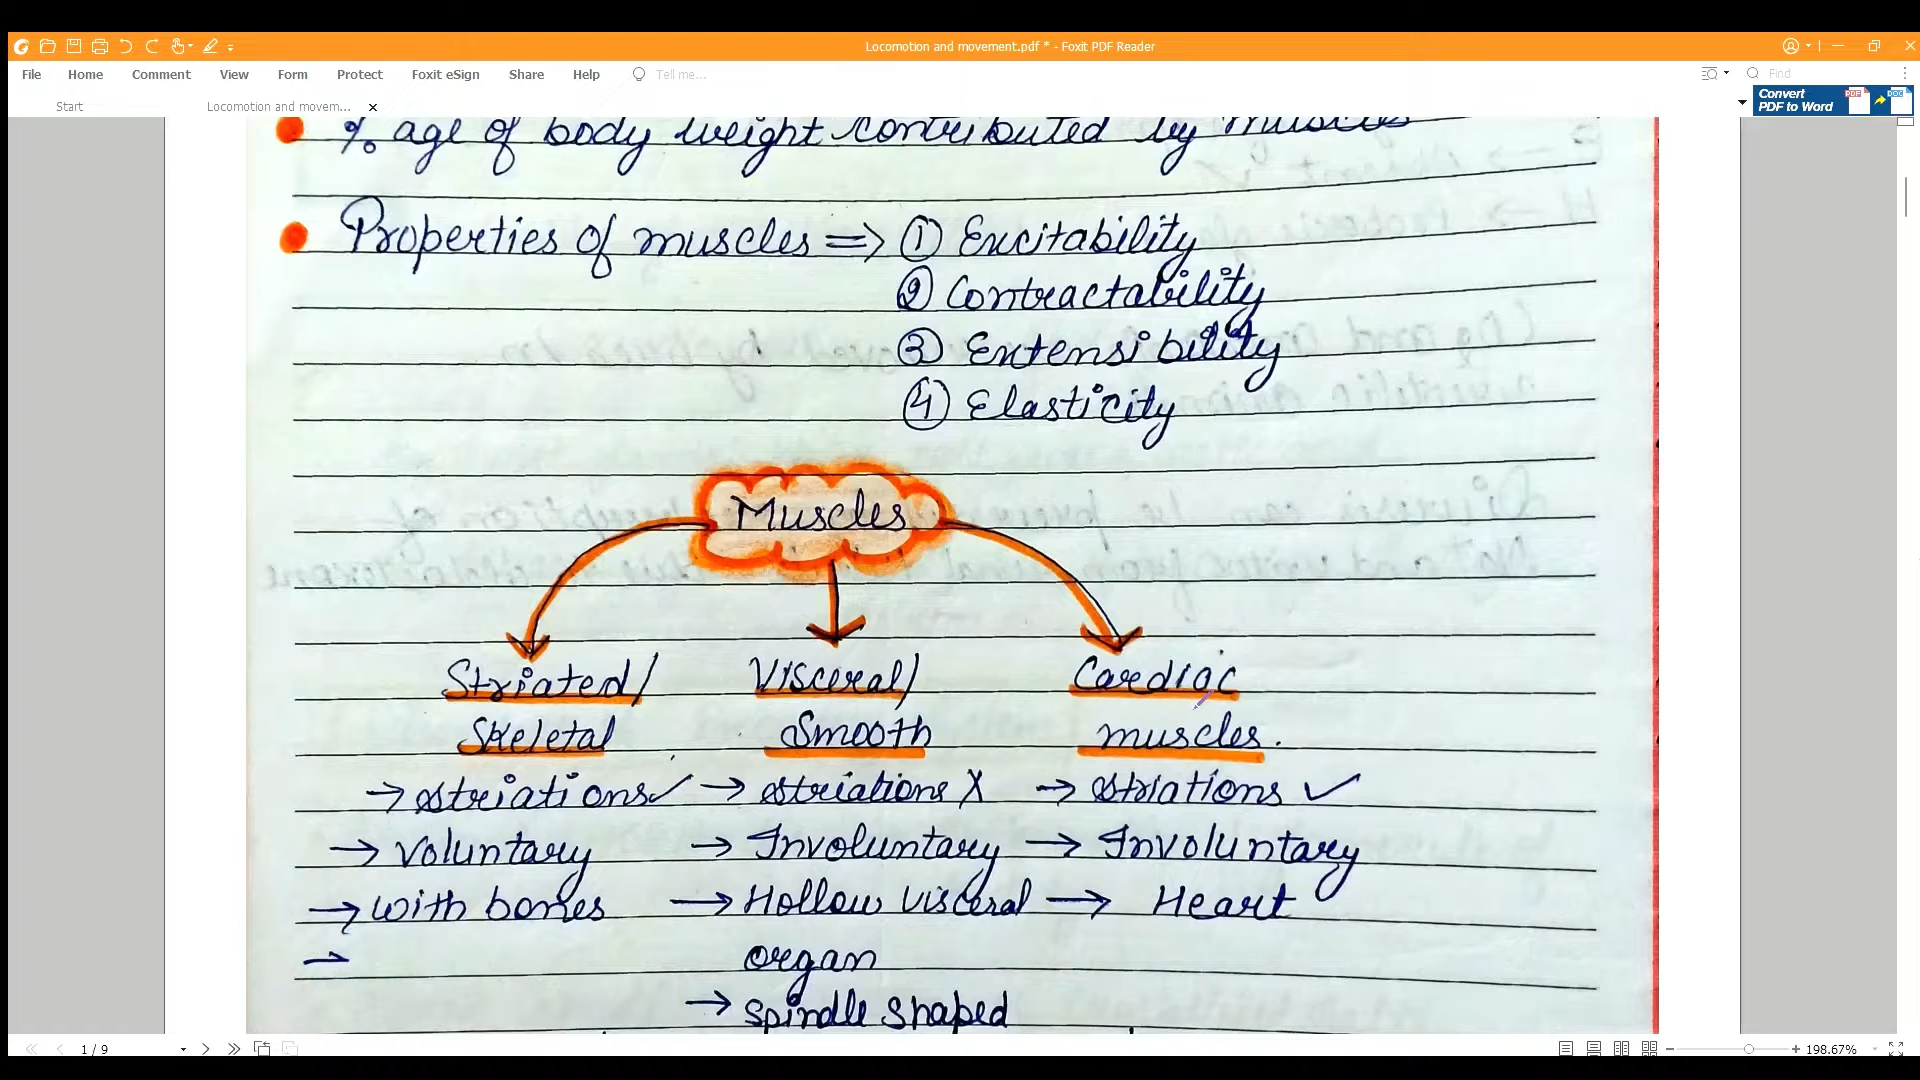 Locomotion and movement.pdf * - Foxit PDF Reader
File Home Comment View Form Protect Foxit eSign Share Help Tell me... Find
Start Locomotion and movem...
Convert PDF to Word
% age of body weight contributed by muscles
Properties of muscles => ① Excitability
② Contractability
③ Extensibility
④ Elasticity
Muscles
Striated/ Visceral/ Cardiac
Skeletal Smooth muscles.
→ striations ✓ → striations X → striations ✓
→ Voluntary → Involuntary → Involuntary
→ with bones → Hollow visceral → Heart
→ organ
→ spindle shaped
1 / 9 198.67%